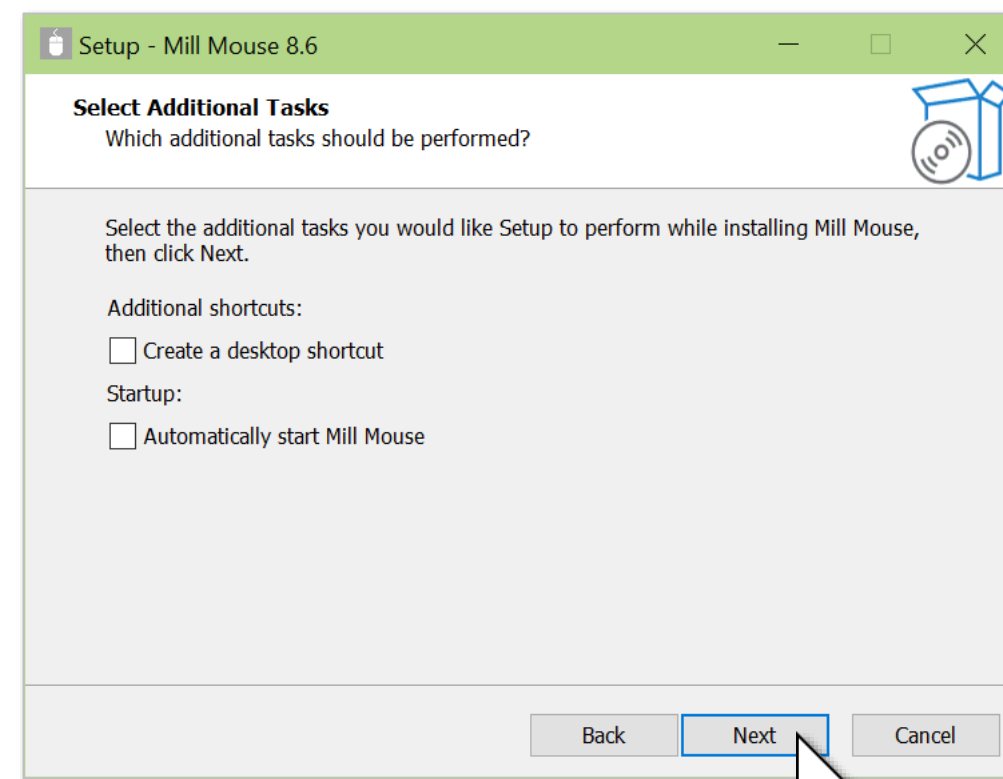 Setup - Mill Mouse 8.6
Select Additional Tasks
Which additional tasks should be performed?
Select the additional tasks you would like Setup to perform while installing Mill Mouse,
then click Next.
Additional shortcuts:
Create a desktop shortcut
Startup:
Automatically start Mill Mouse
Back Next Cancel